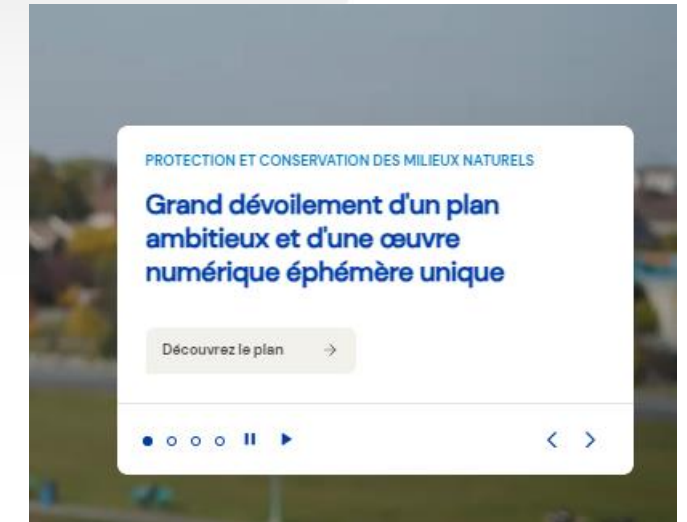 PROTECTION ET CONSERVATION DES MILIEUX NATURELS
Grand dévoilement d'un plan
ambitieux et d'une œuvre
numérique éphémère unique
Découvrez le plan